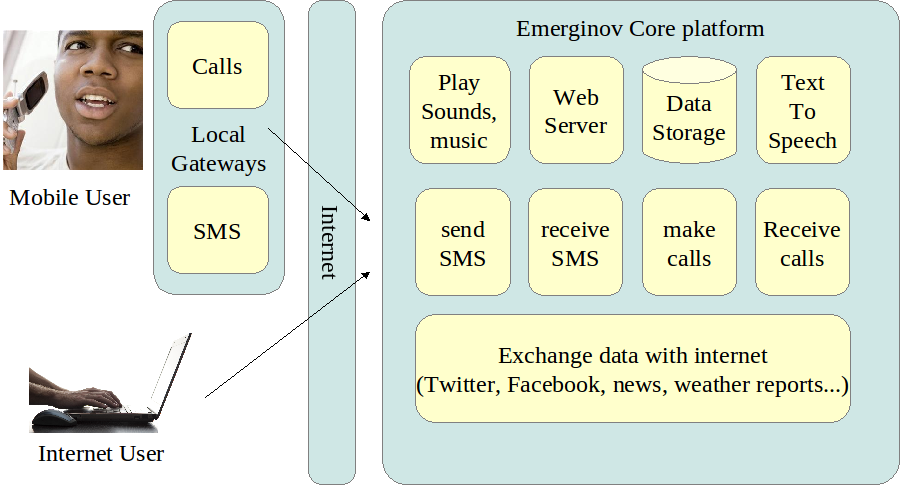 Emerginov Core platform
Calls
Local
Gateways
SMS
Mobile User
Internet
Play
Sounds,
music
Web
Server
Data
Storage
Text
To
Speech
send
SMS
receive
SMS
make
calls
Receive
calls
Exchange data with internet
(Twitter, Facebook, news, weather reports...)
Internet User